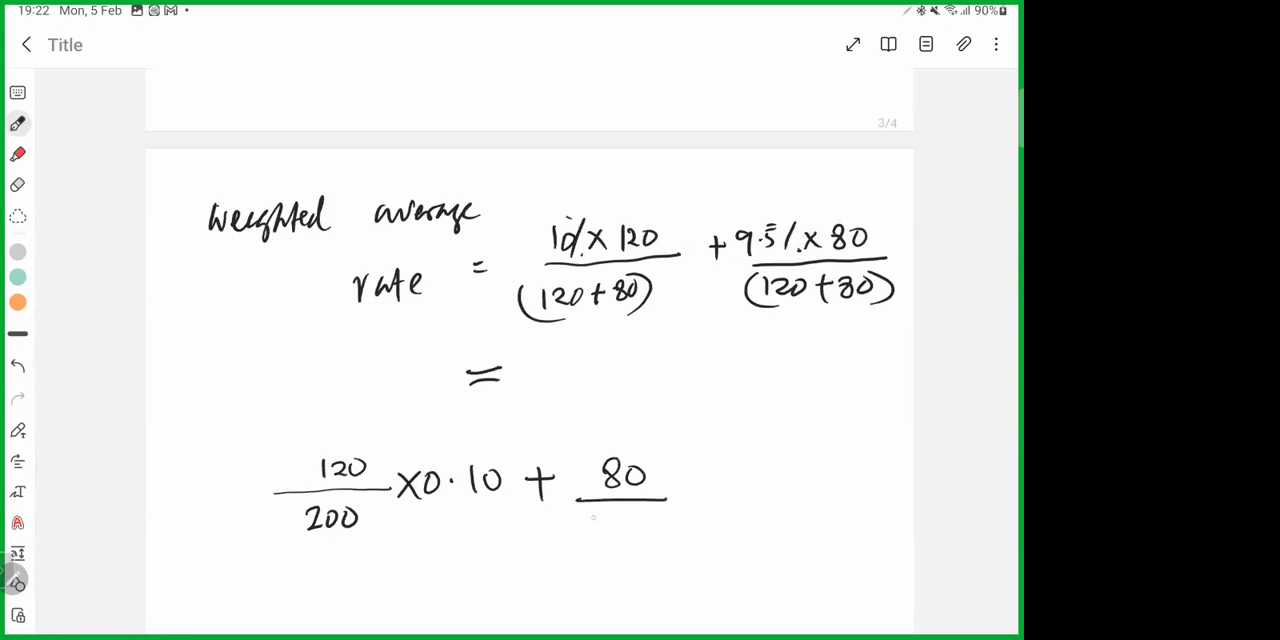 19:22 Mon, 5 Feb 90%
Title
3/4
weighted average
rate = 10% × 120 / (120 + 80) + 9.5% × 80 / (120 + 80)
=
120 / 200 × 0.10 + 80